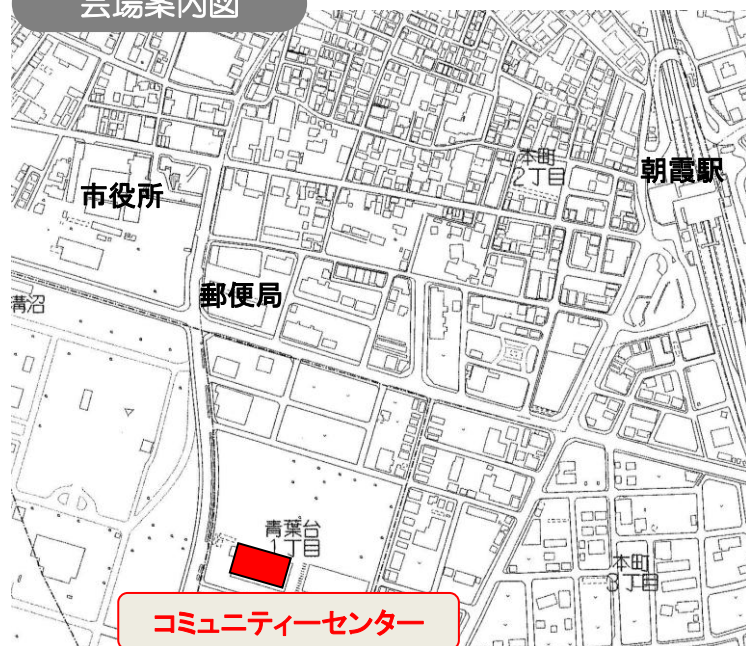 会場案内図
本町
2丁目
朝霞駅
市役所
郵便局
溝沼
青葉台
1丁目
本町
3丁目
コミュニティーセンター